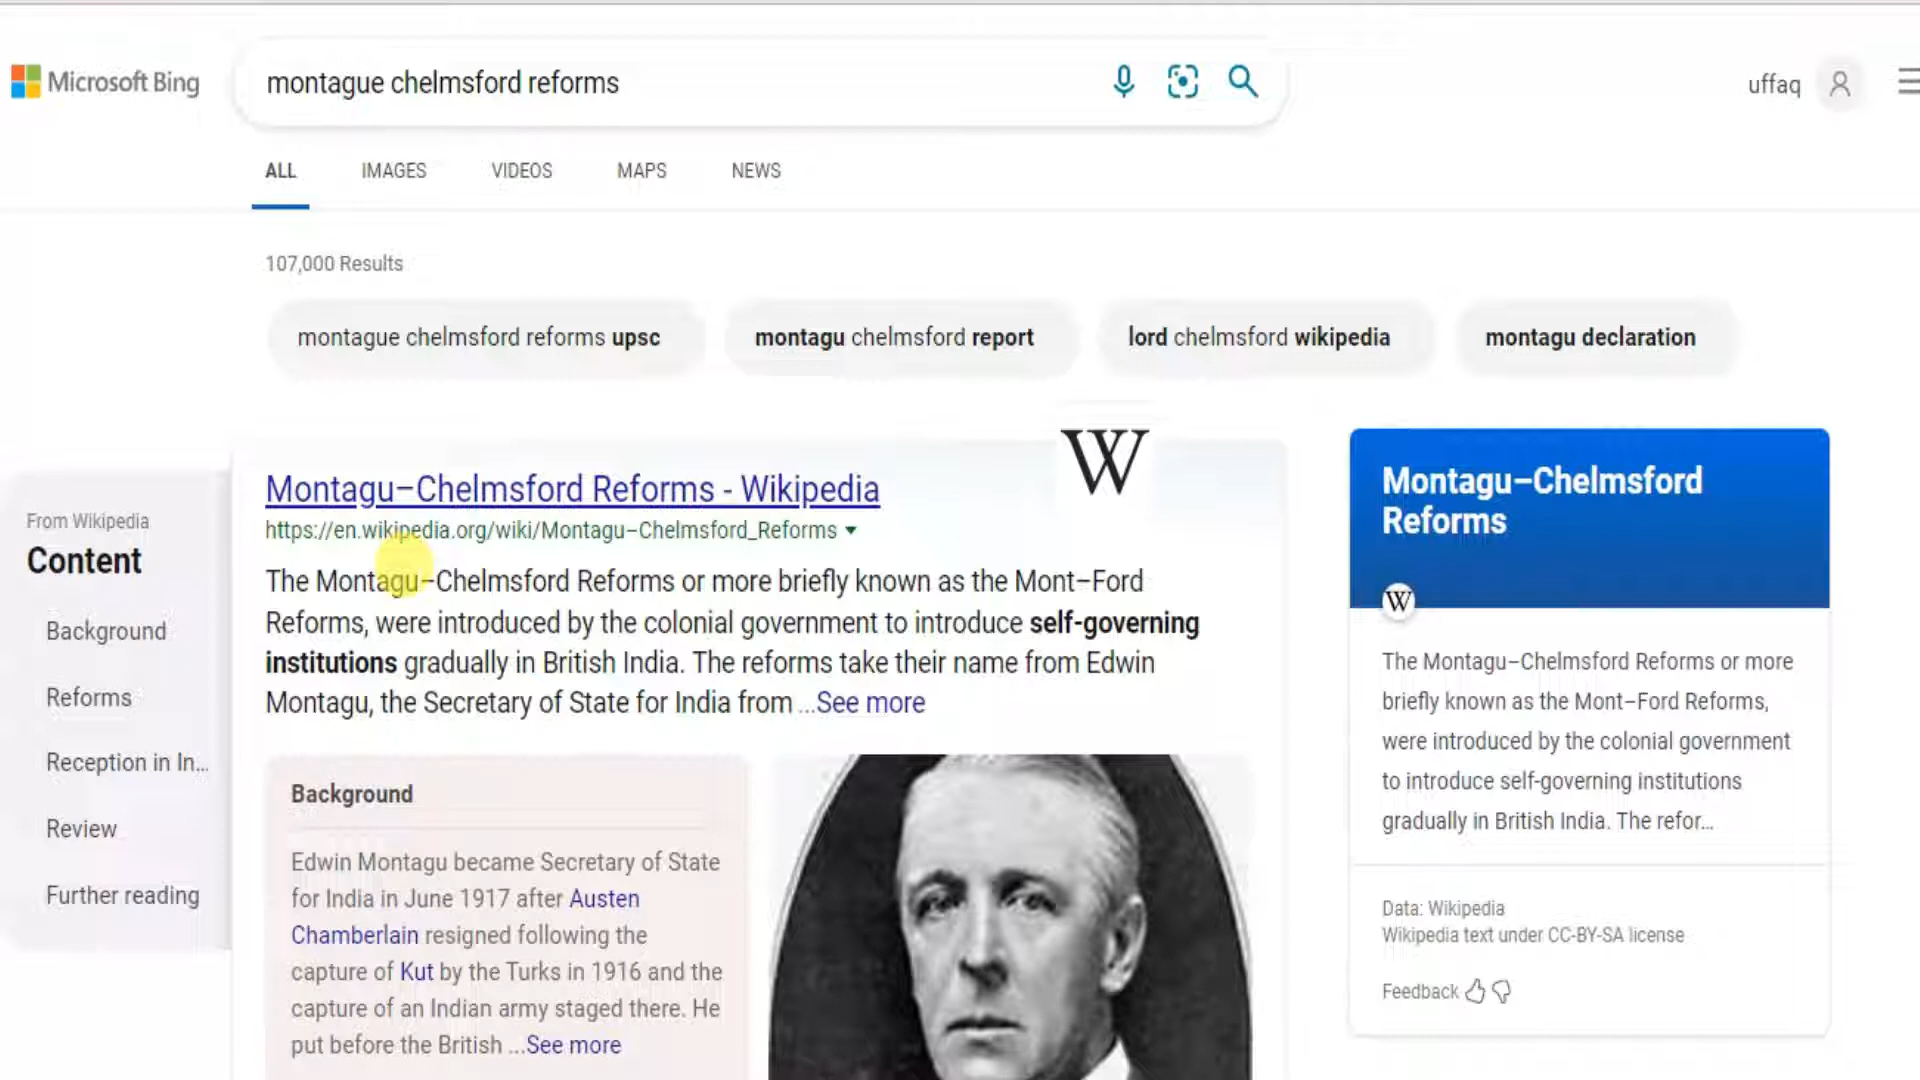 Microsoft Bing
montague chelmsford reforms
uffaq
ALL IMAGES VIDEOS MAPS NEWS
107,000 Results
montague chelmsford reforms upsc
montagu chelmsford report
lord chelmsford wikipedia
montagu declaration
From Wikipedia
Content
Background
Reforms
Reception in In...
Review
Further reading
Montagu–Chelmsford Reforms - Wikipedia
W
https://en.wikipedia.org/wiki/Montagu–Chelmsford_Reforms
The Montagu–Chelmsford Reforms or more briefly known as the Mont–Ford
Reforms, were introduced by the colonial government to introduce self-governing
institutions gradually in British India. The reforms take their name from Edwin
Montagu, the Secretary of State for India from ...See more
Background
Edwin Montagu became Secretary of State
for India in June 1917 after Austen
Chamberlain resigned following the
capture of Kut by the Turks in 1916 and the
capture of an Indian army staged there. He
put before the British ...See more
Montagu–Chelmsford
Reforms
W
The Montagu–Chelmsford Reforms or more
briefly known as the Mont–Ford Reforms,
were introduced by the colonial government
to introduce self-governing institutions
gradually in British India. The refor...
Data: Wikipedia
Wikipedia text under CC-BY-SA license
Feedback